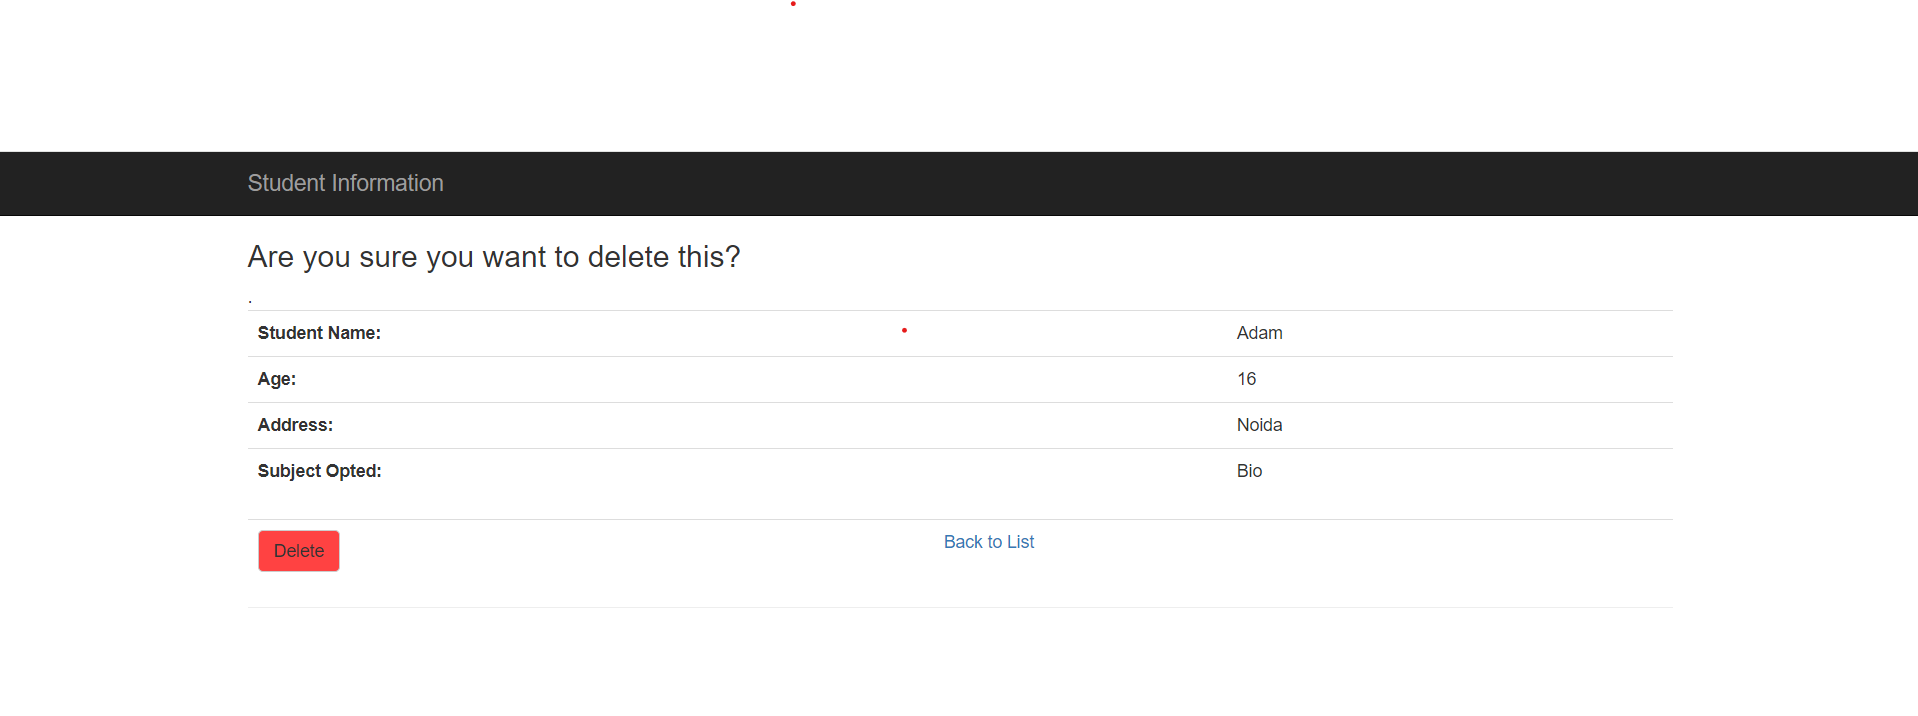 Student Information
Are you sure you want to delete this?
.
Student Name: Adam
Age: 16
Address: Noida
Subject Opted: Bio
Delete Back to List